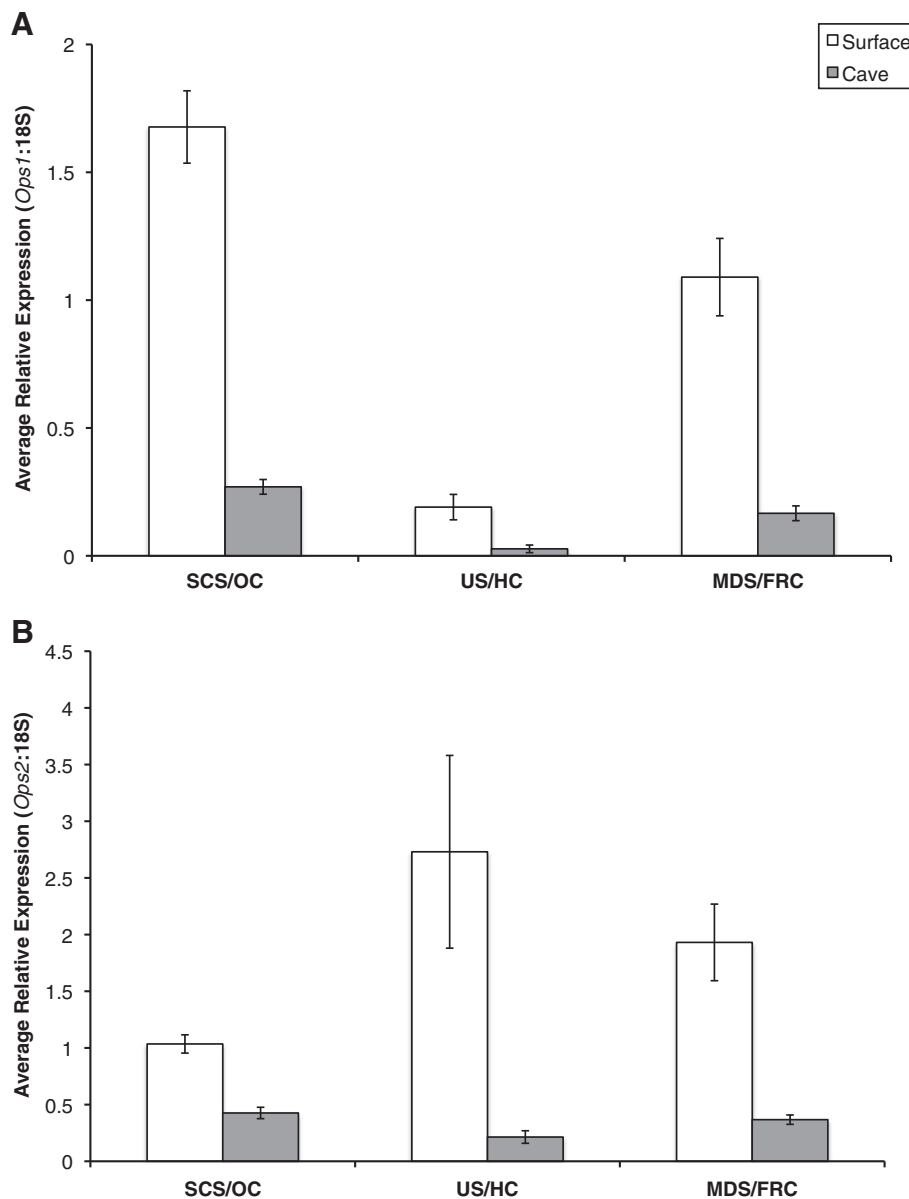 A
Surface
Cave
Average Relative Expression (Ops1:18S)
2
1.5
1
0.5
0
SCS/OC US/HC MDS/FRC
B
Average Relative Expression (Ops2:18S)
4.5
4
3.5
3
2.5
2
1.5
1
0.5
0
SCS/OC US/HC MDS/FRC